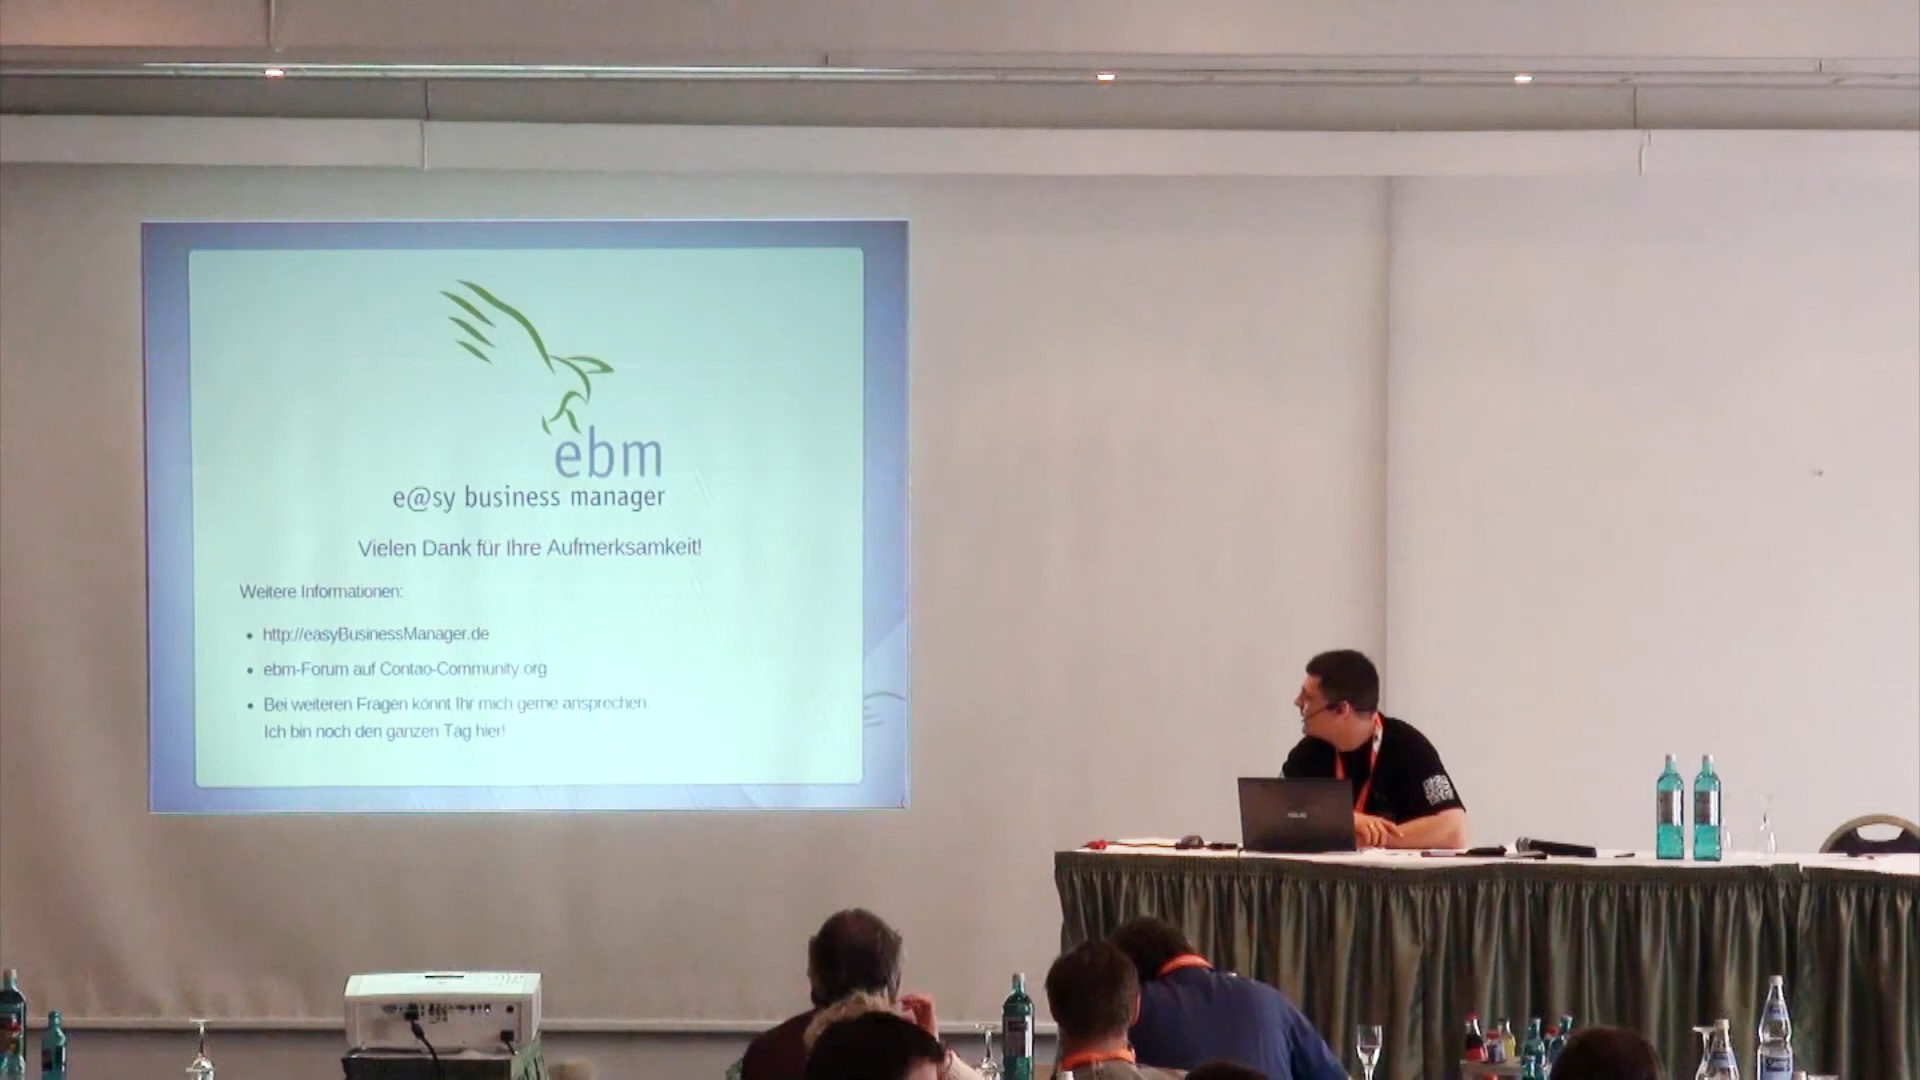 ebm
e@sy business manager
Vielen Dank für Ihre Aufmerksamkeit!
Weitere Informationen:
• http://easyBusinessManager.de
• ebm-Forum auf Contao-Community.org
• Bei weiteren Fragen könnt Ihr mich gerne ansprechen.
Ich bin noch den ganzen Tag hier!
ASUS